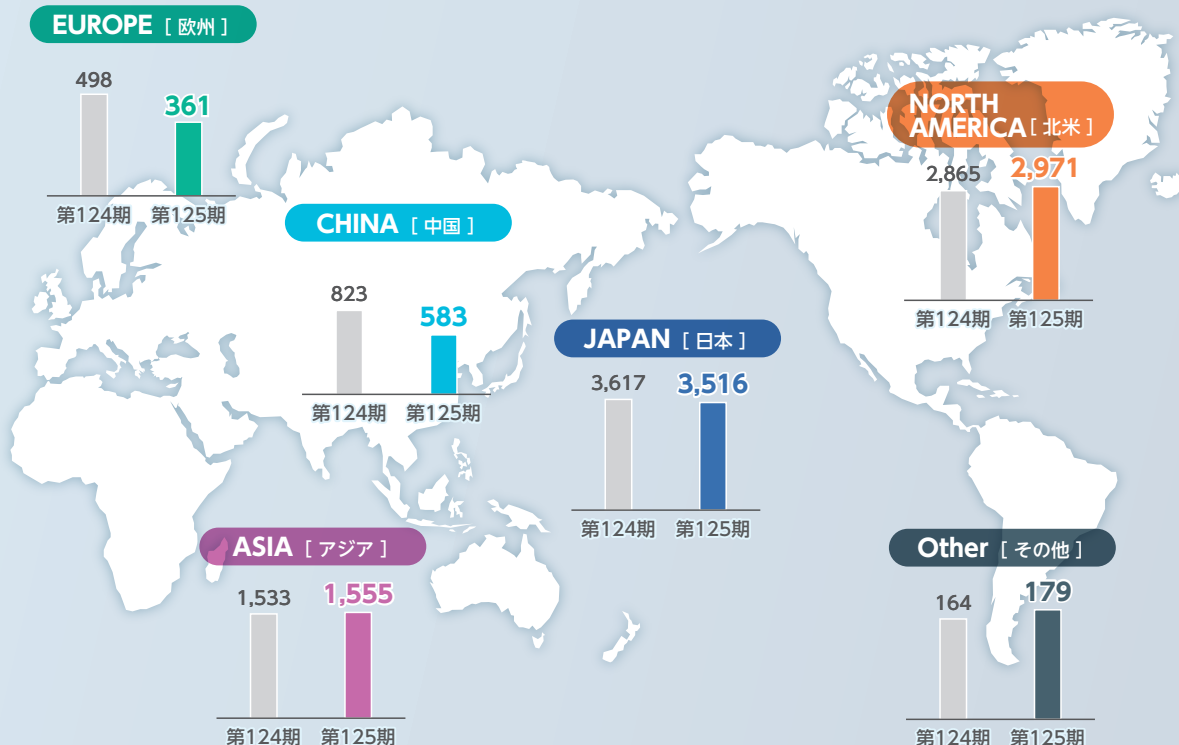 EUROPE [ 欧州 ]
498
361
第124期 第125期
CHINA [ 中国 ]
823
583
第124期 第125期
JAPAN [ 日本 ]
3,617
3,516
第124期 第125期
NORTH
AMERICA [ 北米 ]
2,865
2,971
第124期 第125期
ASIA [ アジア ]
1,533
1,555
第124期 第125期
Other [ その他 ]
164
179
第124期 第125期